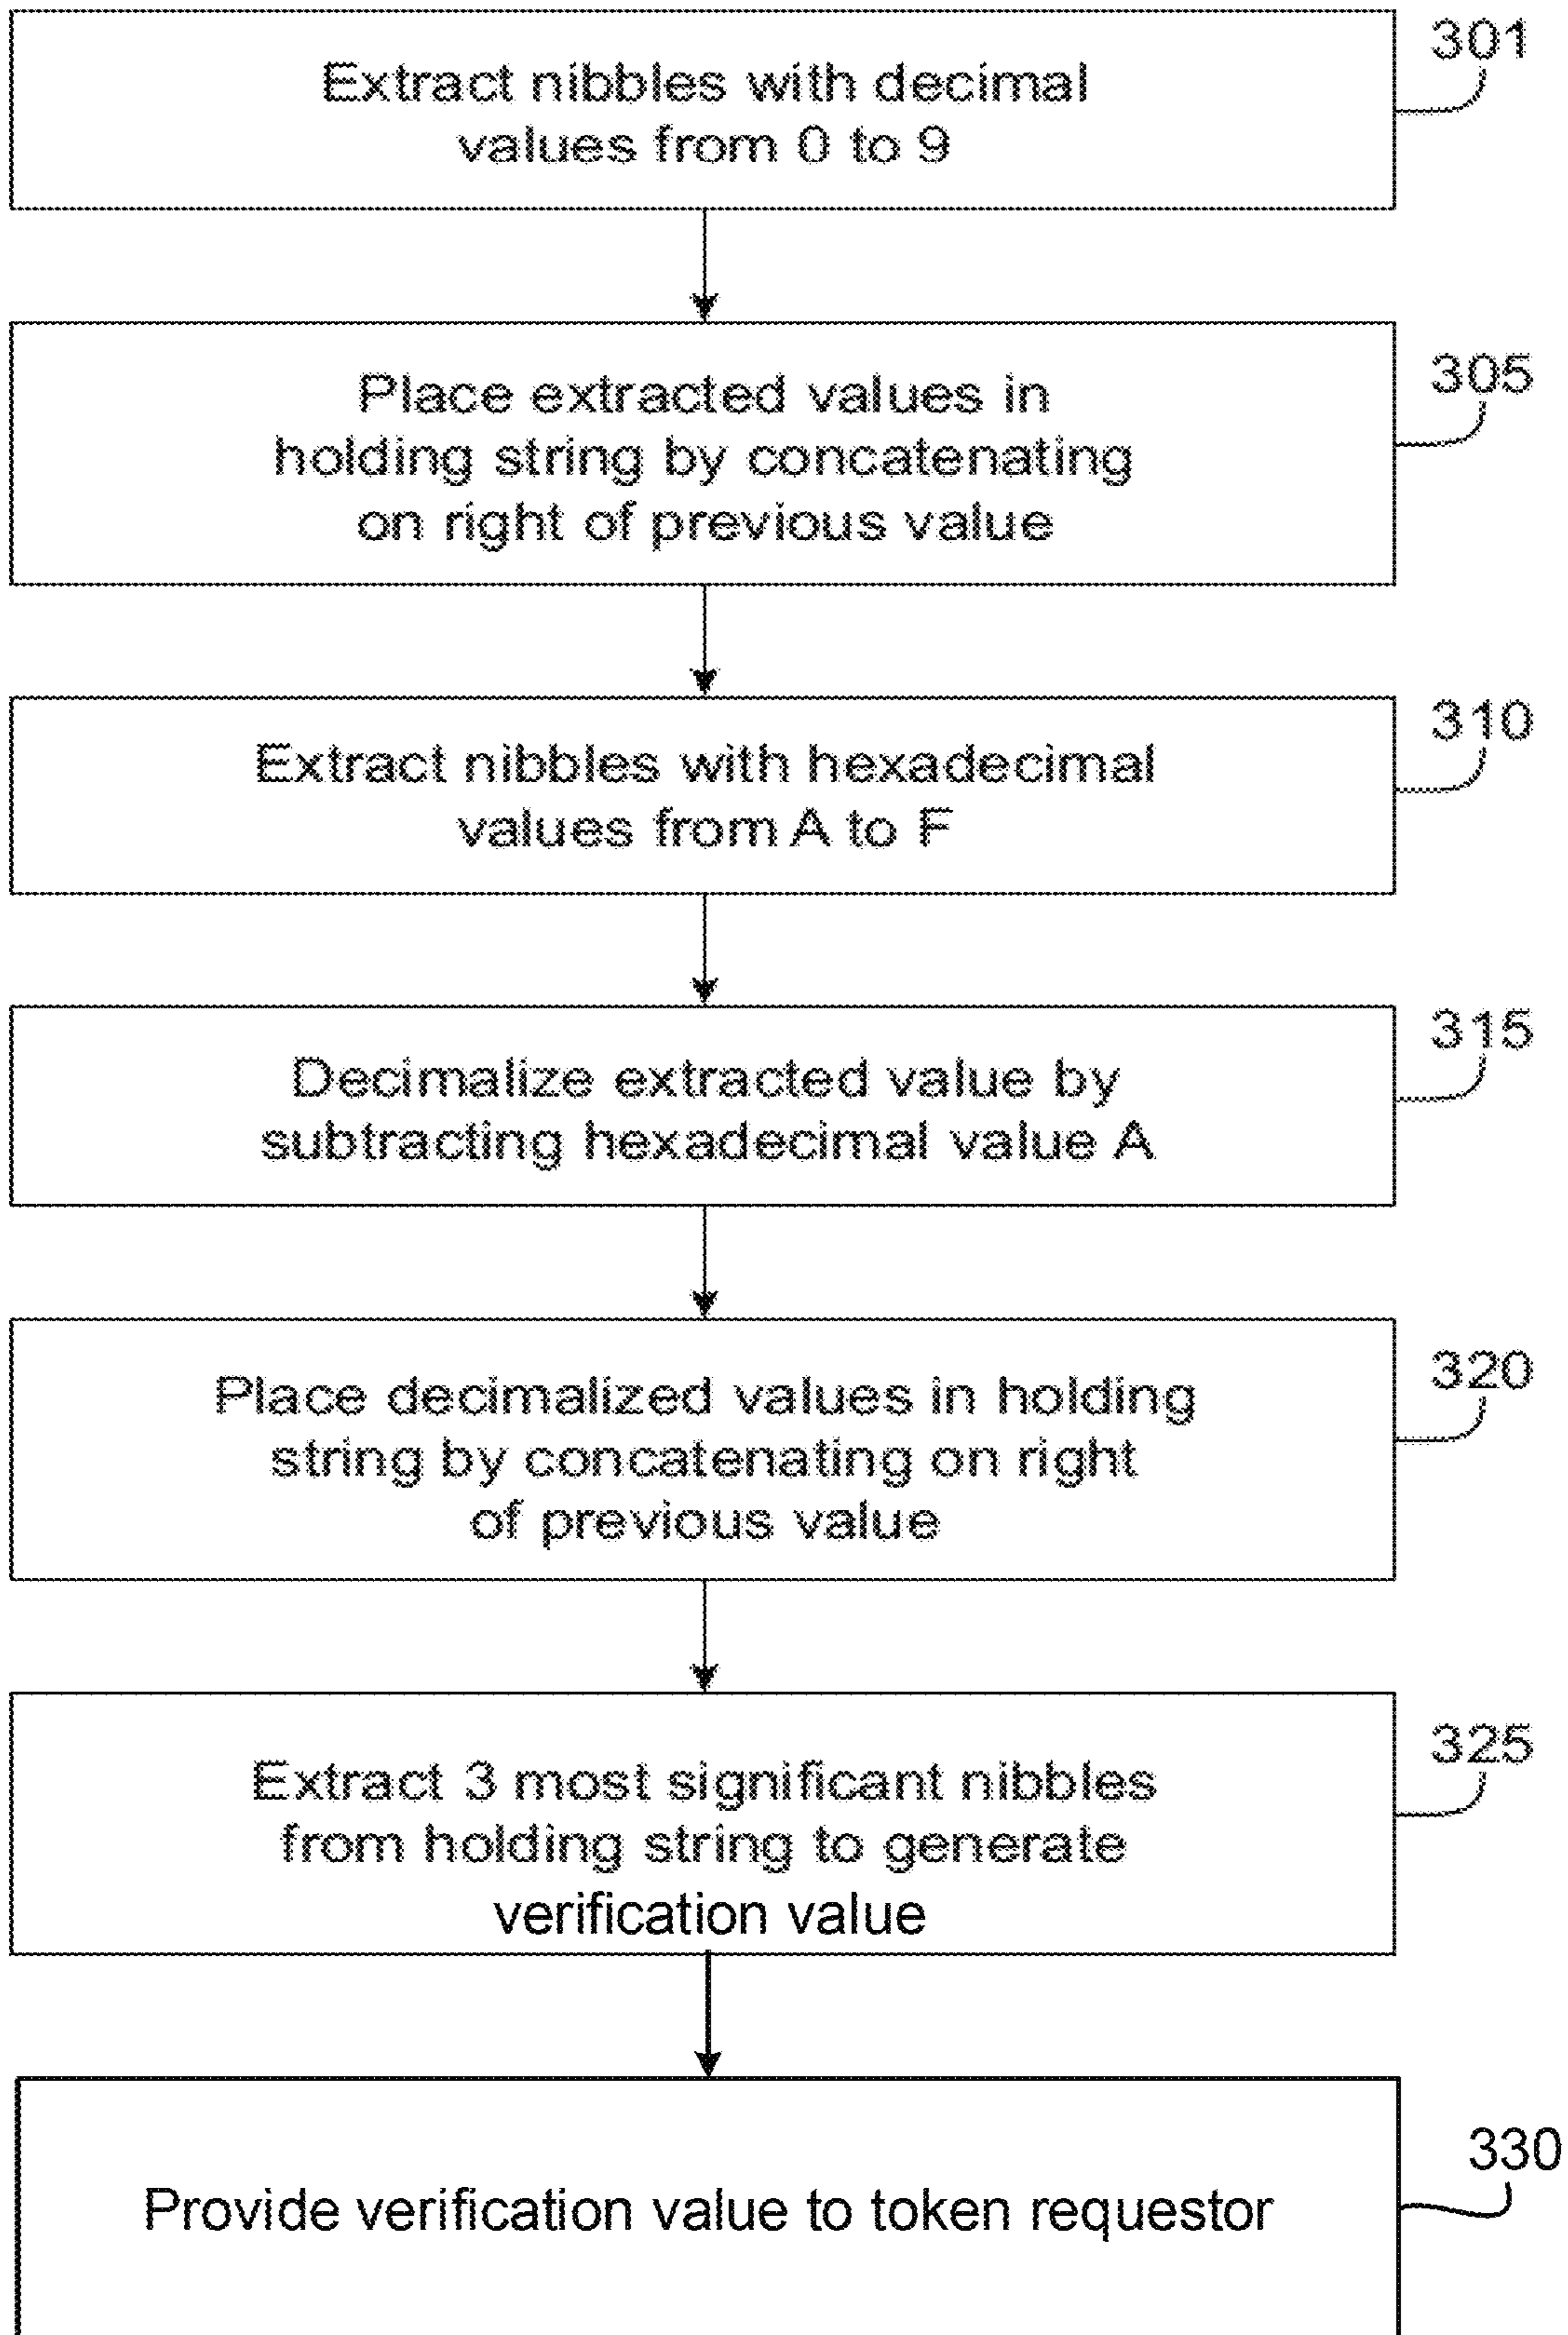 301
Extract nibbles with decimal
values from 0 to 9
305
Place extracted values in
holding string by concatenating
on right of previous value
310
Extract nibbles with hexadecimal
values from A to F
315
Decimalize extracted value by
subtracting hexadecimal value A
320
Place decimalized values in holding
string by concatenating on right
of previous value
325
Extract 3 most significant nibbles
from holding string to generate
verification value
330
Provide verification value to token requestor